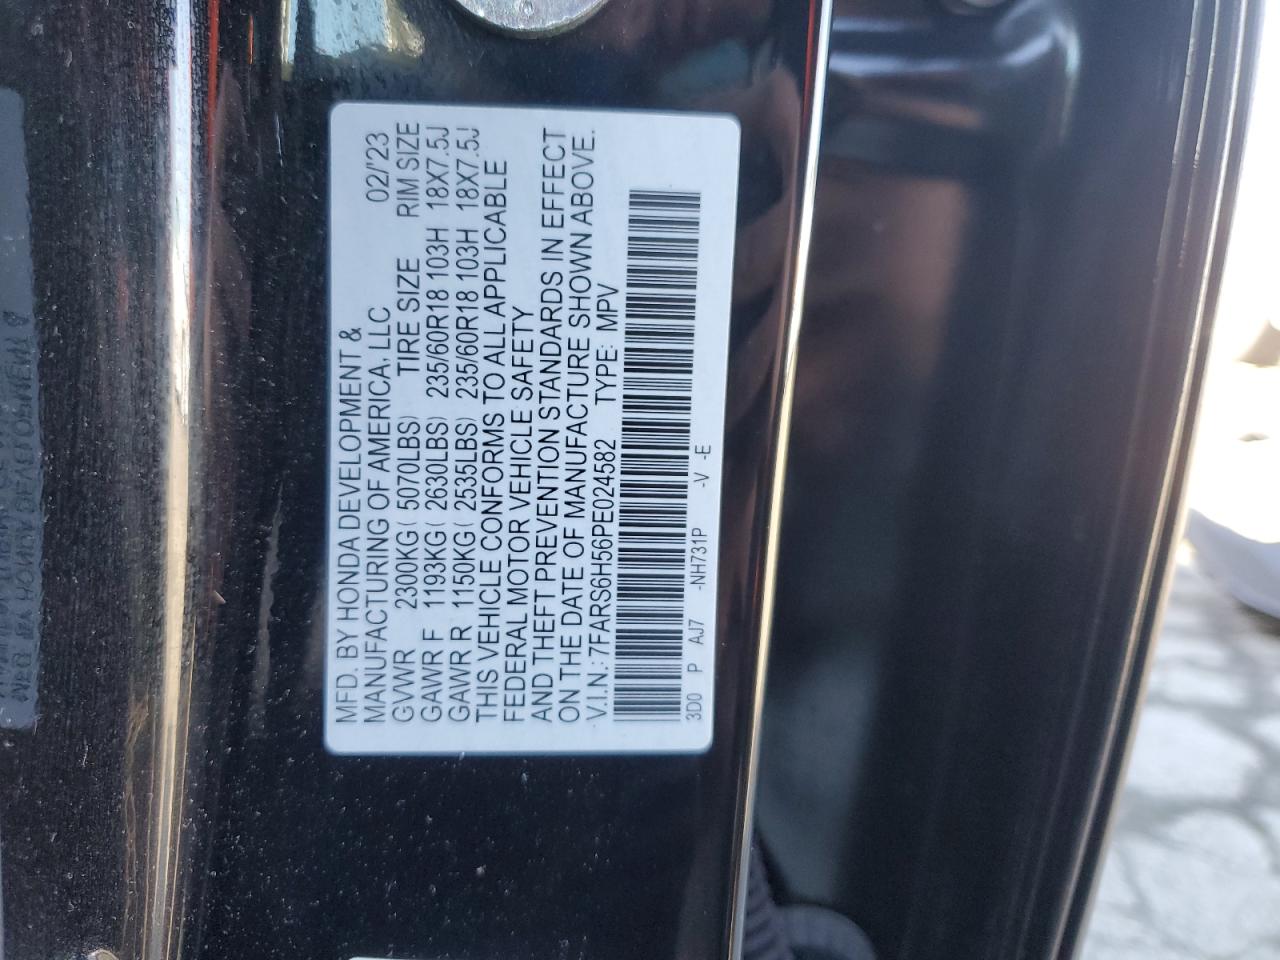 MFD. BY HONDA DEVELOPMENT &
MANUFACTURING OF AMERICA, LLC 02/'23
GVWR 2300KG( 5070LBS) TIRE SIZE RIM SIZE
GAWR F 1193KG( 2630LBS) 235/60R18 103H 18X7.5J
GAWR R 1150KG( 2535LBS) 235/60R18 103H 18X7.5J
THIS VEHICLE CONFORMS TO ALL APPLICABLE
FEDERAL MOTOR VEHICLE SAFETY
AND THEFT PREVENTION STANDARDS IN EFFECT
ON THE DATE OF MANUFACTURE SHOWN ABOVE.
V.I.N.: 7FARS6H56PE024582 TYPE: MPV
3D0 P AJ7 -NH731P -V -E